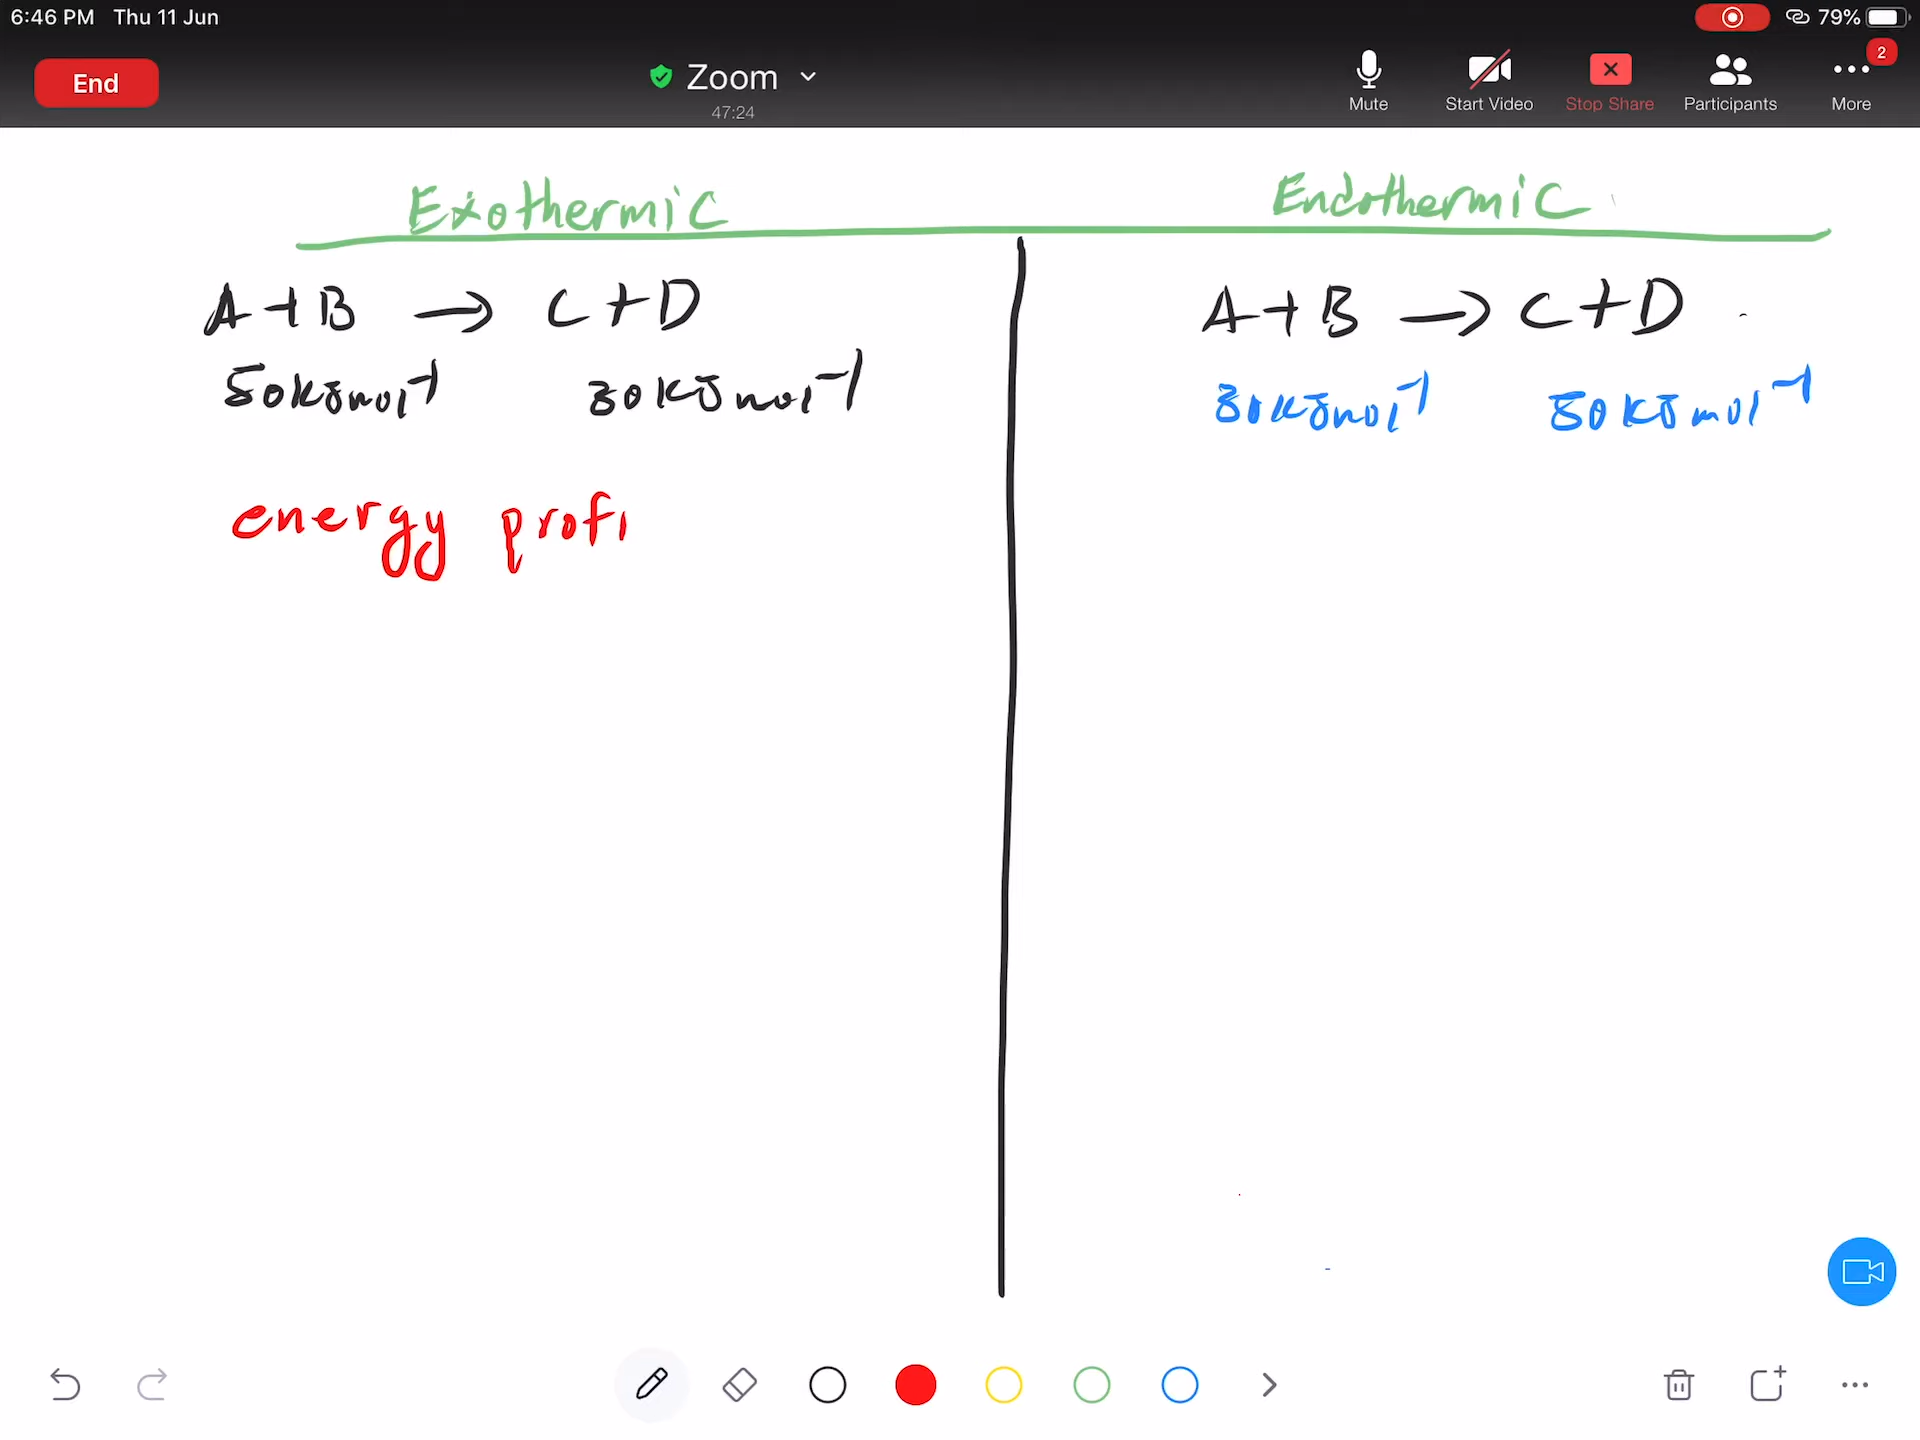 6:46 PM Thu 11 Jun
79%
End
Zoom
47:24
Mute
Start Video
Stop Share
Participants
2
More
Exothermic
Endothermic
A+B → C+D
50KJmol⁻¹ 30KJmol⁻¹
energy profi
A+B → C+D
30KJmol⁻¹ 50KJmol⁻¹